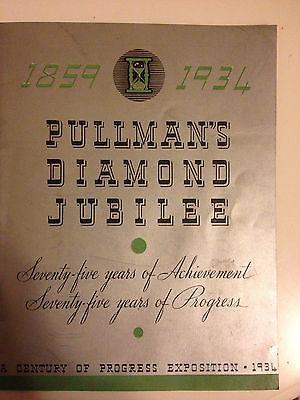 1859 1934
PULLMAN'S
DIAMOND
JUBILEE
Seventy-five years of Achievement
Seventy-five years of Progress
A CENTURY OF PROGRESS EXPOSITION • 1934